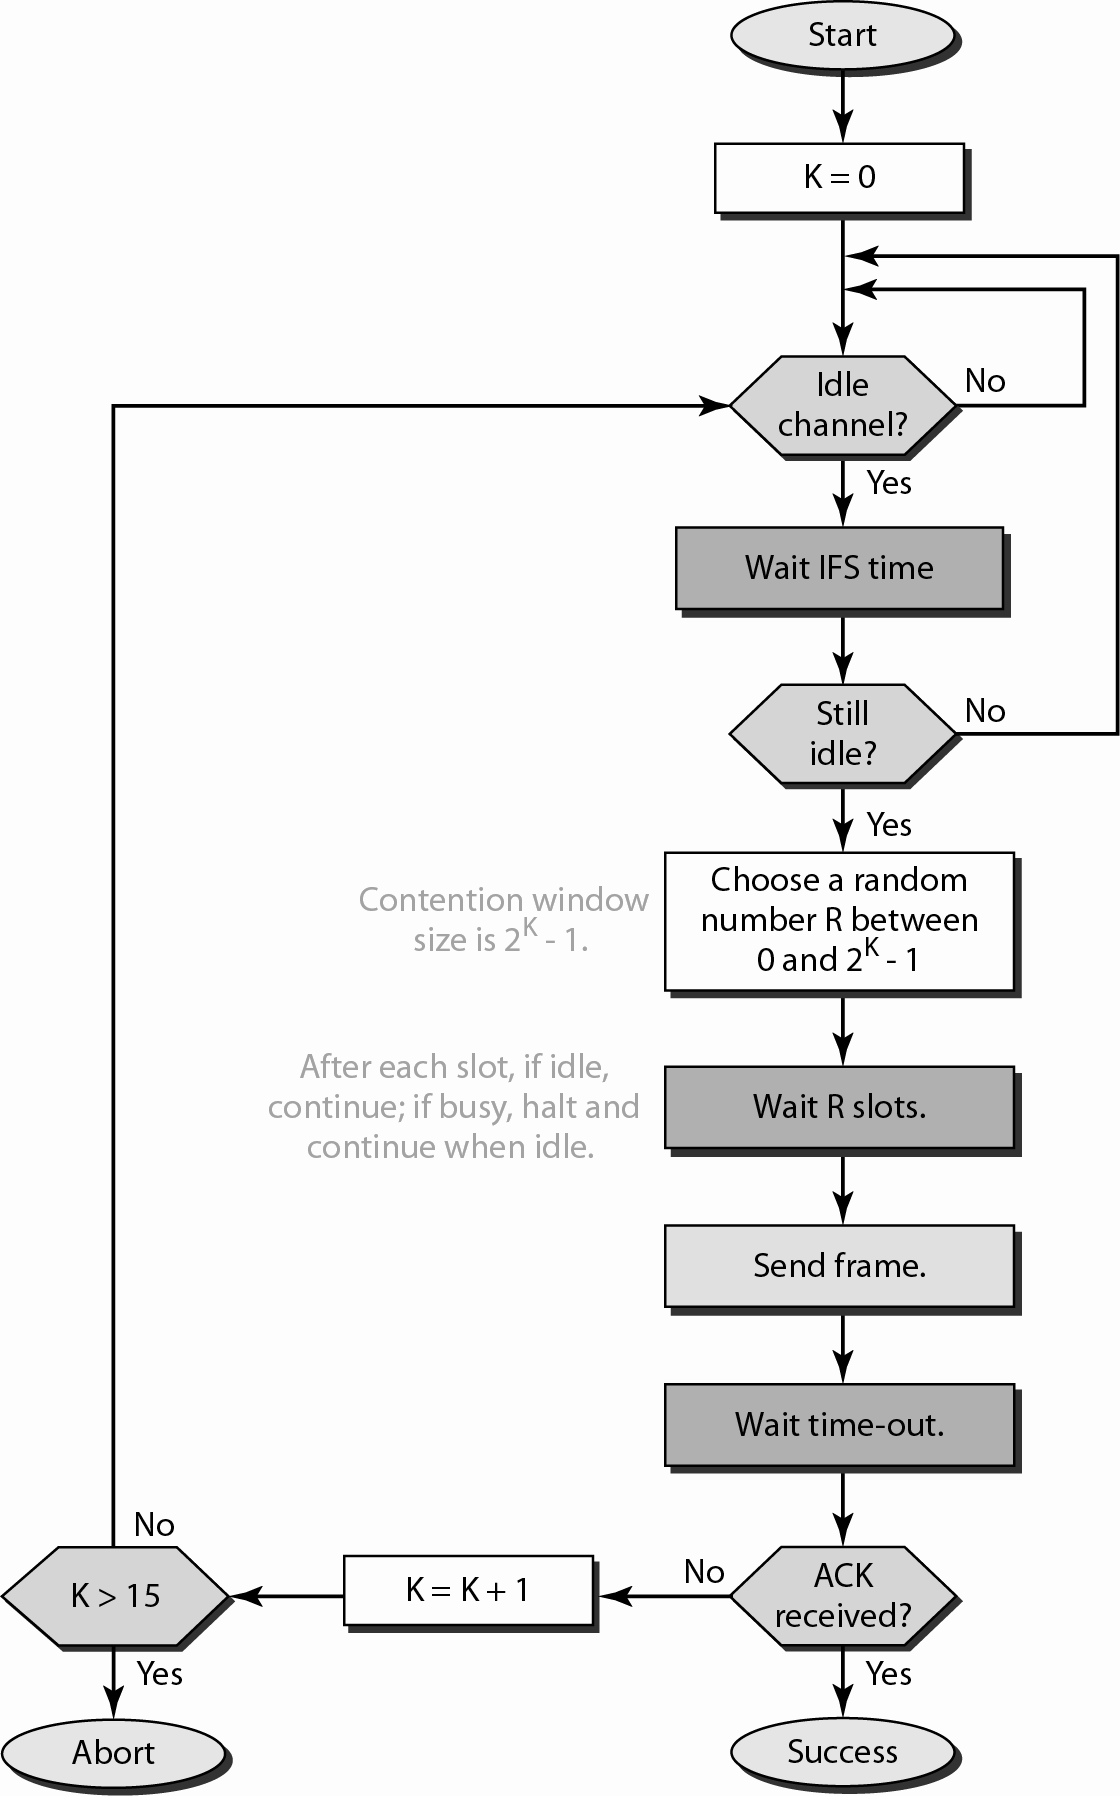 Start
K = 0
Idle
channel?
No
Yes
Wait IFS time
Still
idle?
No
Yes
Contention window
size is 2^K - 1.
Choose a random
number R between
0 and 2^K - 1
After each slot, if idle,
continue; if busy, halt and
continue when idle.
Wait R slots.
Send frame.
Wait time-out.
ACK
received?
No
Yes
K = K + 1
K > 15
No
Yes
Abort
Success